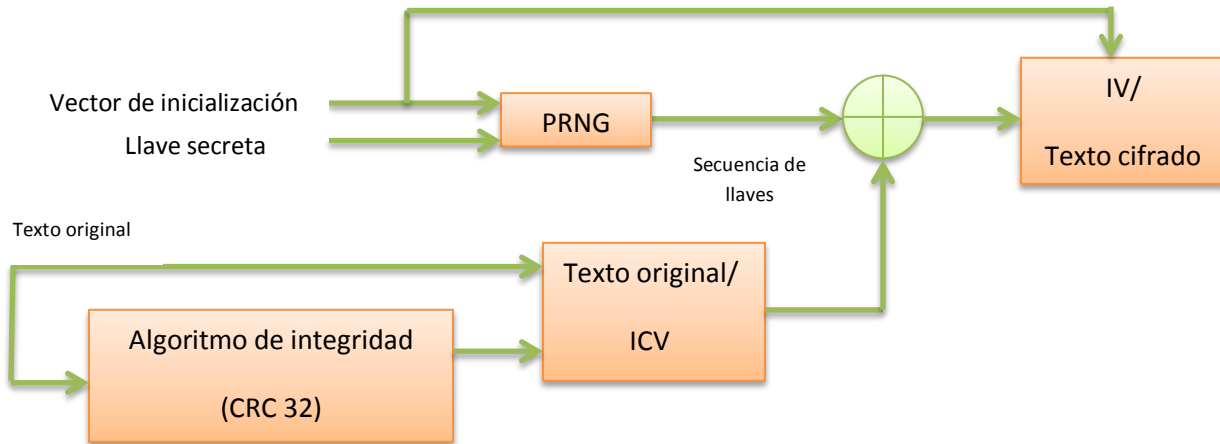 Vector de inicialización
Llave secreta
PRNG
IV/
Texto cifrado
Secuencia de
llaves
Texto original
Texto original/
ICV
Algoritmo de integridad
(CRC 32)